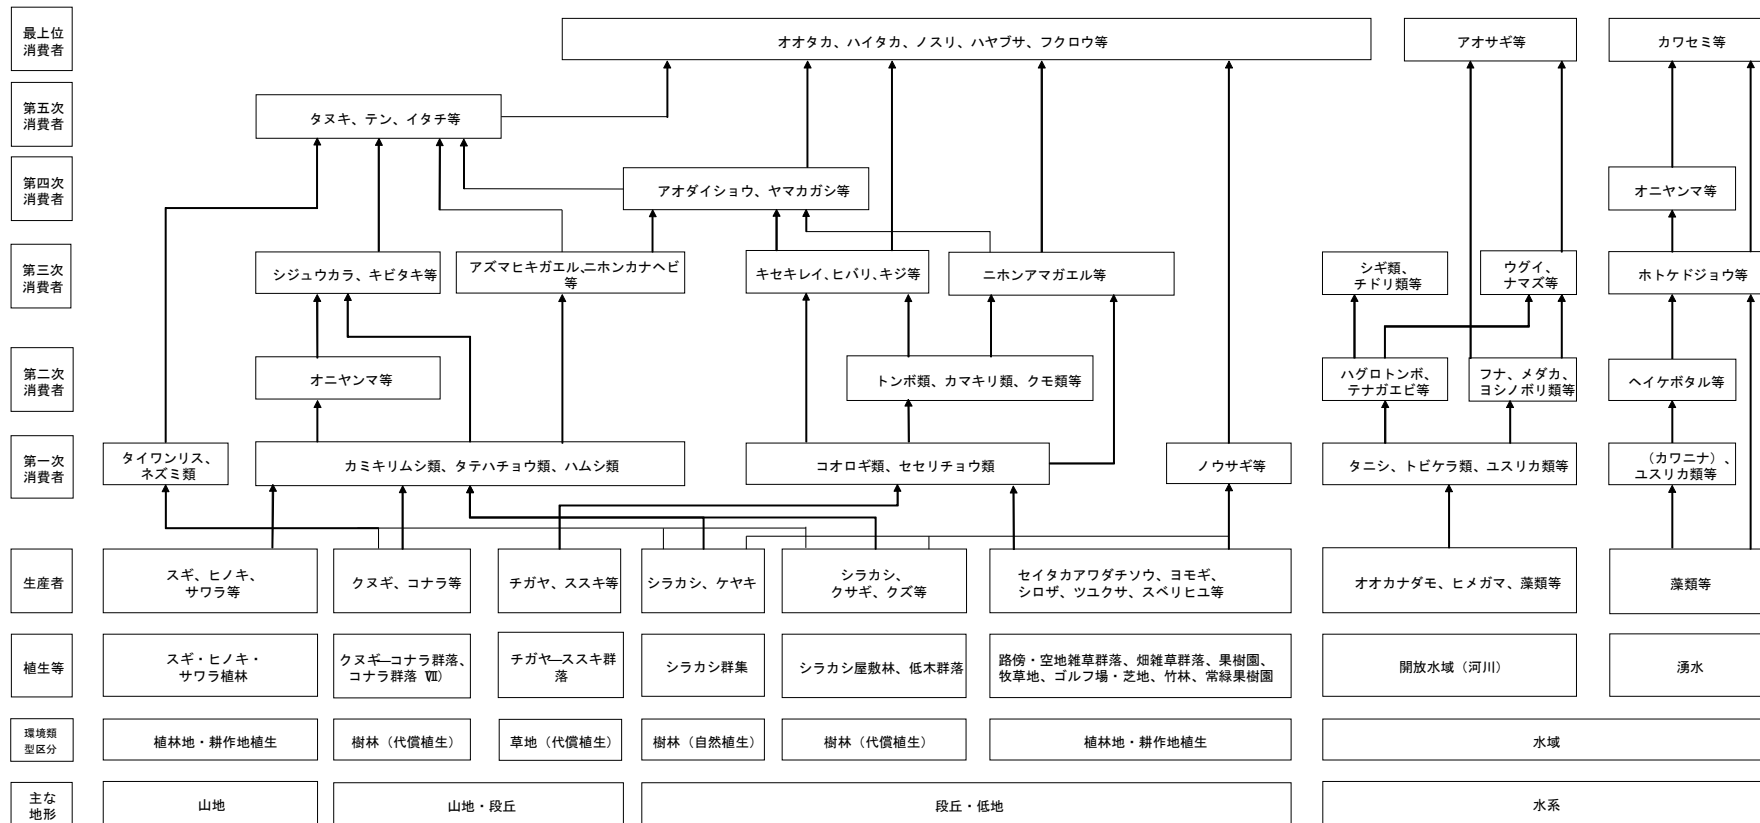 最上位
消費者
オオタカ、ハイタカ、ノスリ、ハヤブサ、フクロウ等
アオサギ等
カワセミ等
第五次
消費者
タヌキ、テン、イタチ等
第四次
消費者
アオダイショウ、ヤマカガシ等
オニヤンマ等
第三次
消費者
シジュウカラ、キビタキ等
アズマヒキガエル、ニホンカナヘビ
等
キセキレイ、ヒバリ、キジ等
ニホンアマガエル等
シギ類、
チドリ類等
ウグイ、
ナマズ等
ホトケドジョウ等
第二次
消費者
オニヤンマ等
トンボ類、カマキリ類、クモ類等
ハグロトンボ、
テナガエビ等
フナ、メダカ、
ヨシノボリ類等
ヘイケボタル等
第一次
消費者
タイワンリス、
ネズミ類
カミキリムシ類、タテハチョウ類、ハムシ類
コオロギ類、セセリチョウ類
ノウサギ等
タニシ、トビケラ類、ユスリカ類等
（カワニナ）、
ユスリカ類等
生産者
スギ、ヒノキ、
サワラ等
クヌギ、コナラ等
チガヤ、ススキ等
シラカシ、ケヤキ
シラカシ、
クサギ、クズ等
セイタカアワダチソウ、ヨモギ、
シロザ、ツユクサ、スベリヒユ等
オオカナダモ、ヒメガマ、藻類等
藻類等
植生等
スギ・ヒノキ・
サワラ植林
クヌギ―コナラ群落、
コナラ群落 Ⅶ）
チガヤ―ススキ群
落
シラカシ群集
シラカシ屋敷林、低木群落
路傍・空地雑草群落、畑雑草群落、果樹園、
牧草地、ゴルフ場・芝地、竹林、常緑果樹園
開放水域（河川）
湧水
環境類
型区分
植林地・耕作地植生
樹林（代償植生）
草地（代償植生）
樹林（自然植生）
樹林（代償植生）
植林地・耕作地植生
水域
主な
地形
山地
山地・段丘
段丘・低地
水系